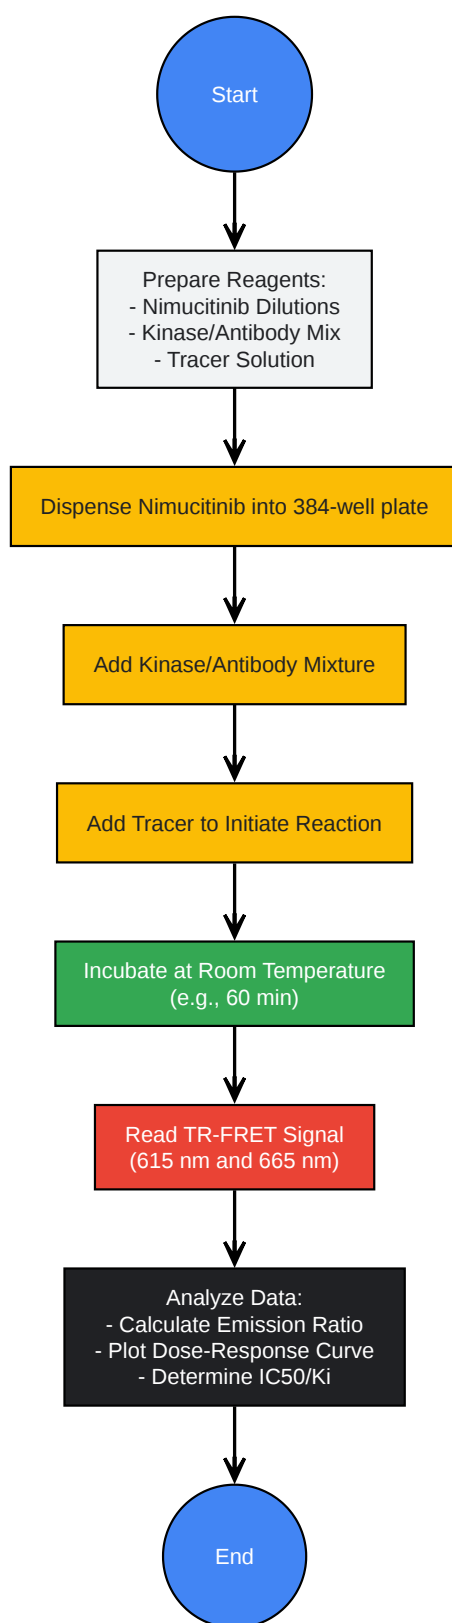 Start
Prepare Reagents:
- Nimucitinib Dilutions
- Kinase/Antibody Mix
- Tracer Solution
Dispense Nimucitinib into 384-well plate
Add Kinase/Antibody Mixture
Add Tracer to Initiate Reaction
Incubate at Room Temperature
(e.g., 60 min)
Read TR-FRET Signal
(615 nm and 665 nm)
Analyze Data:
- Calculate Emission Ratio
- Plot Dose-Response Curve
- Determine IC50/Ki
End